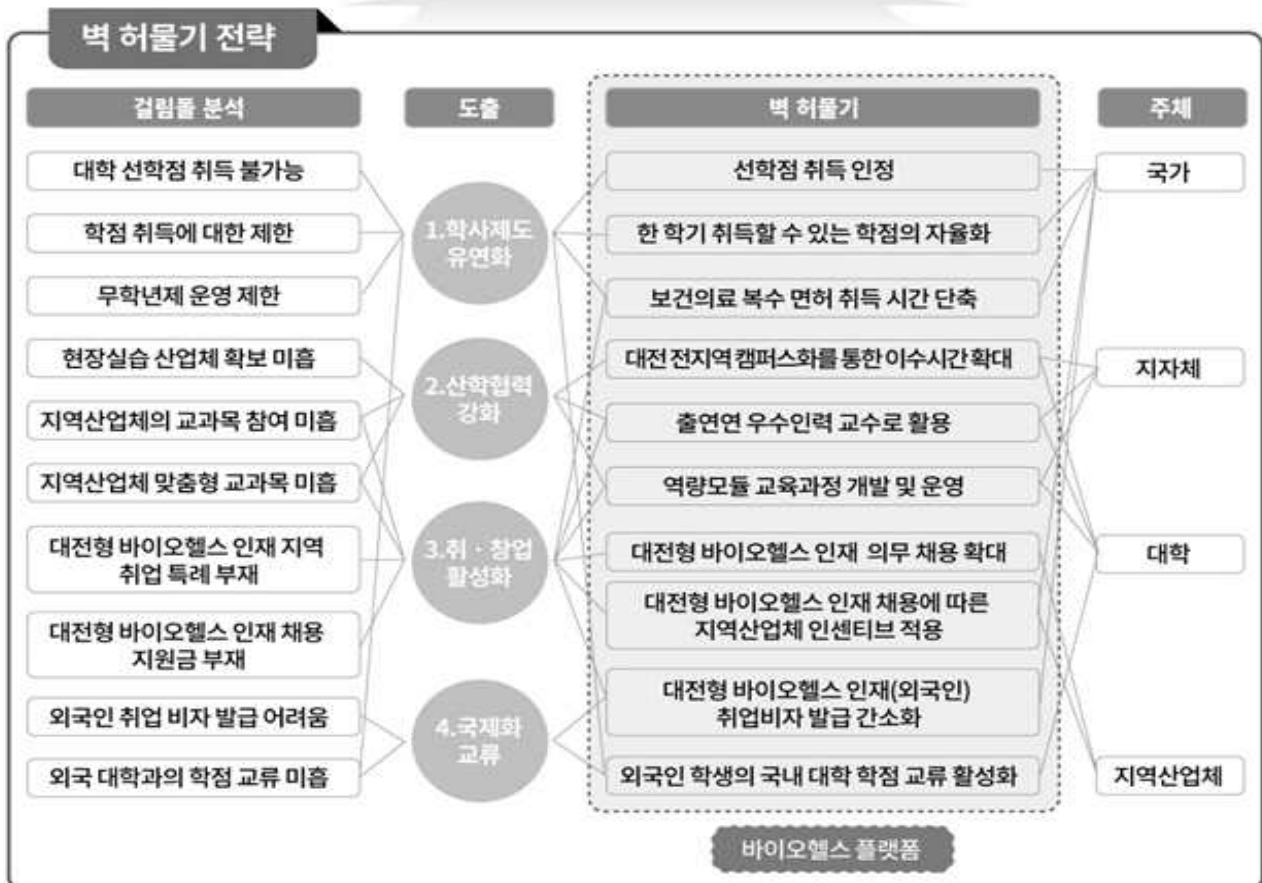 벽 허물기 전략
걸림돌 분석
대학 선학점 취득 불가능
학점 취득에 대한 제한
무학년제 운영 제한
현장실습 산업체 확보 미흡
지역산업체의 교과목 참여 미흡
지역산업체 맞춤형 교과목 미흡
대전형 바이오헬스 인재 지역
취업 특례 부재
대전형 바이오헬스 인재 채용
지원금 부재
외국인 취업 비자 발급 어려움
외국 대학과의 학점 교류 미흡
도출
1.학사제도
유연화
2.산학협력
강화
3.취·창업
활성화
4.국제화
교류
벽 허물기
선학점 취득 인정
한 학기 취득할 수 있는 학점의 자율화
보건의료 복수 면허 취득 시간 단축
대전 전지역 캠퍼스화를 통한 이수시간 확대
출연연 우수인력 교수로 활용
역량모듈 교육과정 개발 및 운영
대전형 바이오헬스 인재 의무 채용 확대
대전형 바이오헬스 인재 채용에 따른
지역산업체 인센티브 적용
대전형 바이오헬스 인재(외국인)
취업비자 발급 간소화
외국인 학생의 국내 대학 학점 교류 활성화
바이오헬스 플랫폼
주체
국가
지자체
대학
지역산업체